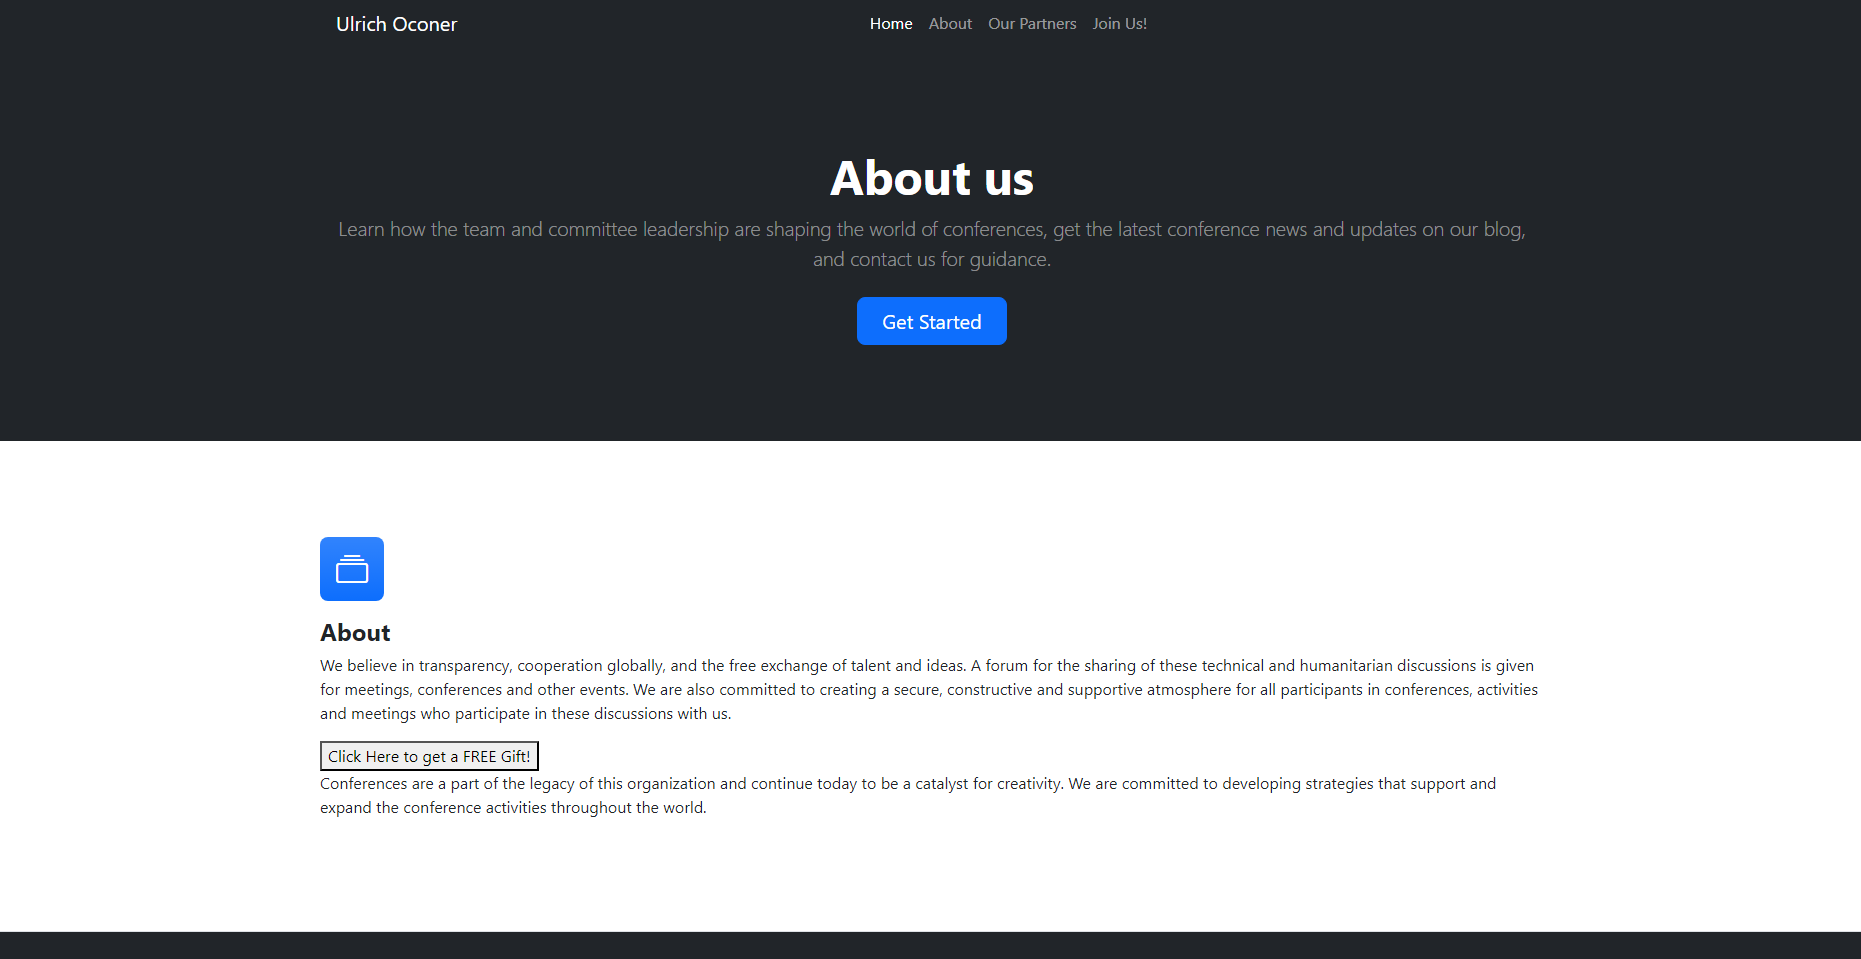 Ulrich Oconer
Home About Our Partners Join Us!
About us
Learn how the team and committee leadership are shaping the world of conferences, get the latest conference news and updates on our blog,
and contact us for guidance.
Get Started
About
We believe in transparency, cooperation globally, and the free exchange of talent and ideas. A forum for the sharing of these technical and humanitarian discussions is given
for meetings, conferences and other events. We are also committed to creating a secure, constructive and supportive atmosphere for all participants in conferences, activities
and meetings who participate in these discussions with us.
Click Here to get a FREE Gift!
Conferences are a part of the legacy of this organization and continue today to be a catalyst for creativity. We are committed to developing strategies that support and
expand the conference activities throughout the world.